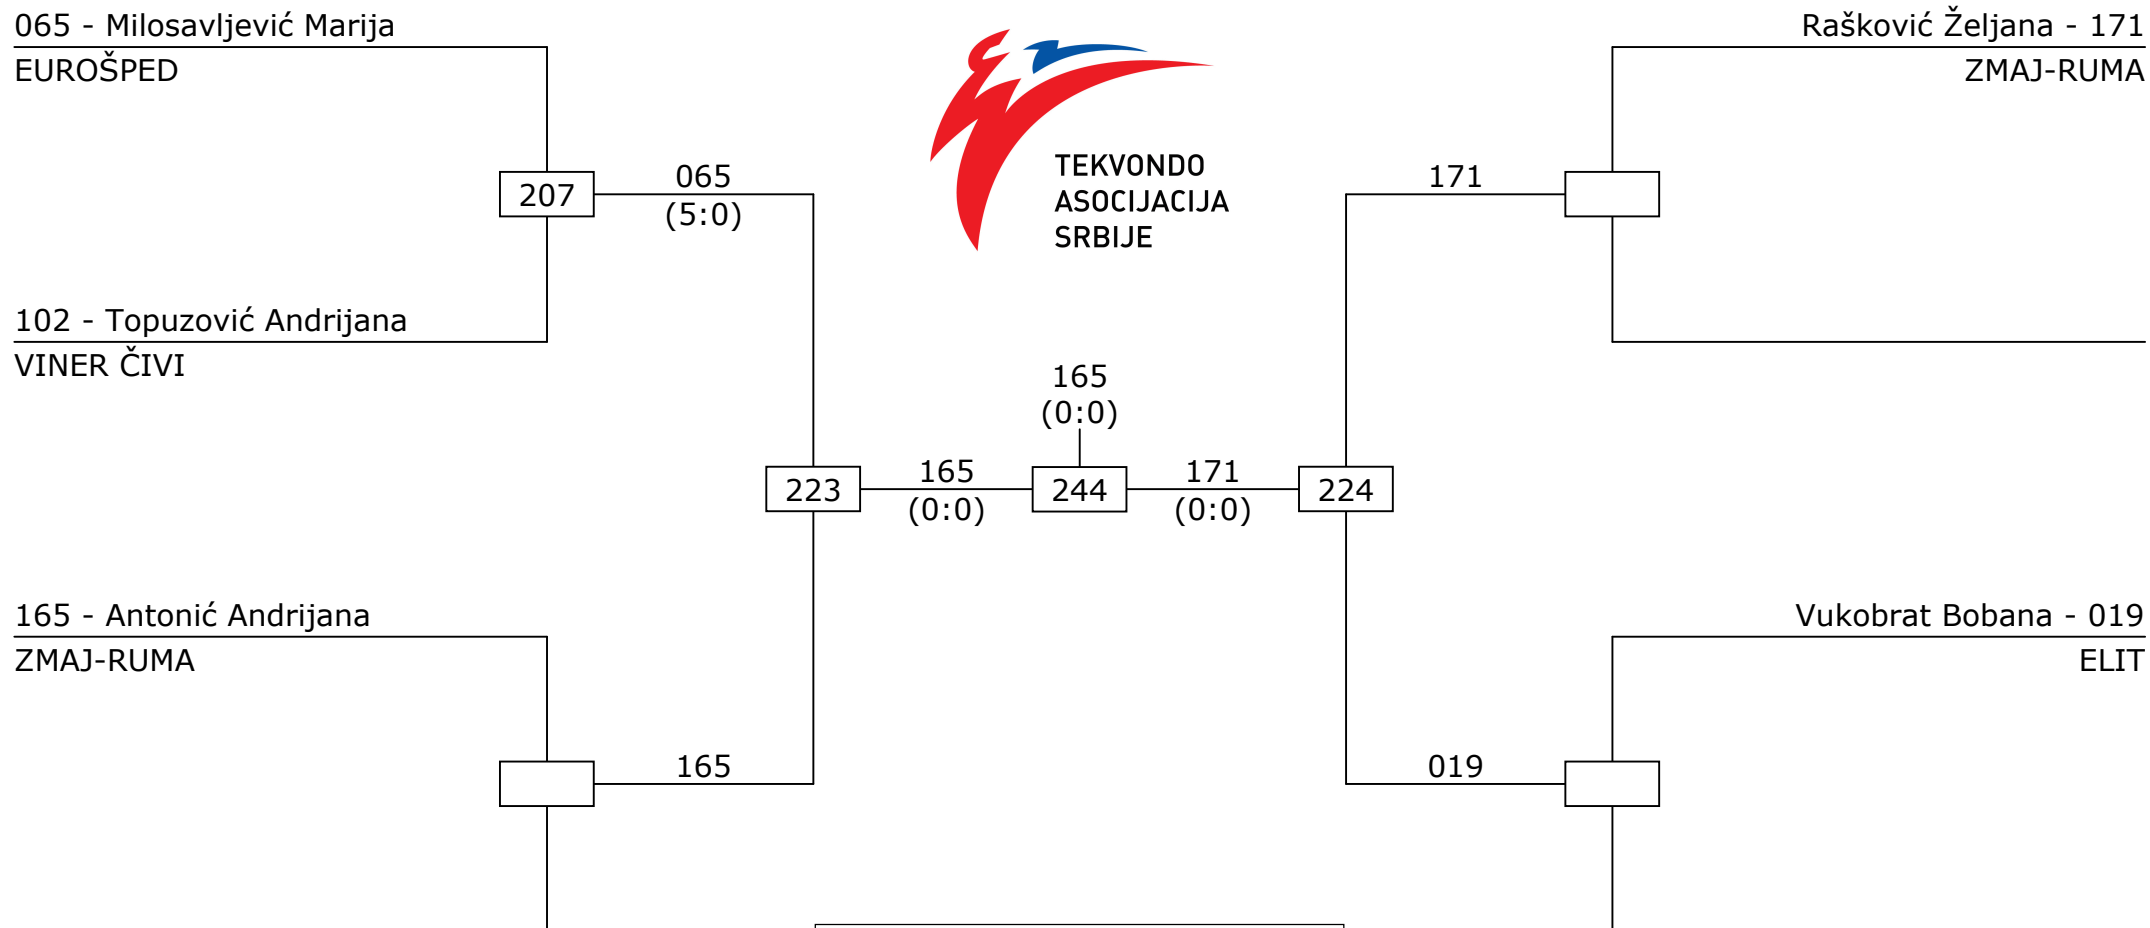 065 - Milosavljević Marija
EUROŠPED
Rašković Željana - 171
ZMAJ-RUMA
TEKVONDO
ASOCIJACIJA
SRBIJE
207
065
(5:0)
171
102 - Topuzović Andrijana
VINER ČIVI
165
(0:0)
223
165
(0:0)
244
171
(0:0)
224
165 - Antonić Andrijana
ZMAJ-RUMA
Vukobrat Bobana - 019
ELIT
165
019